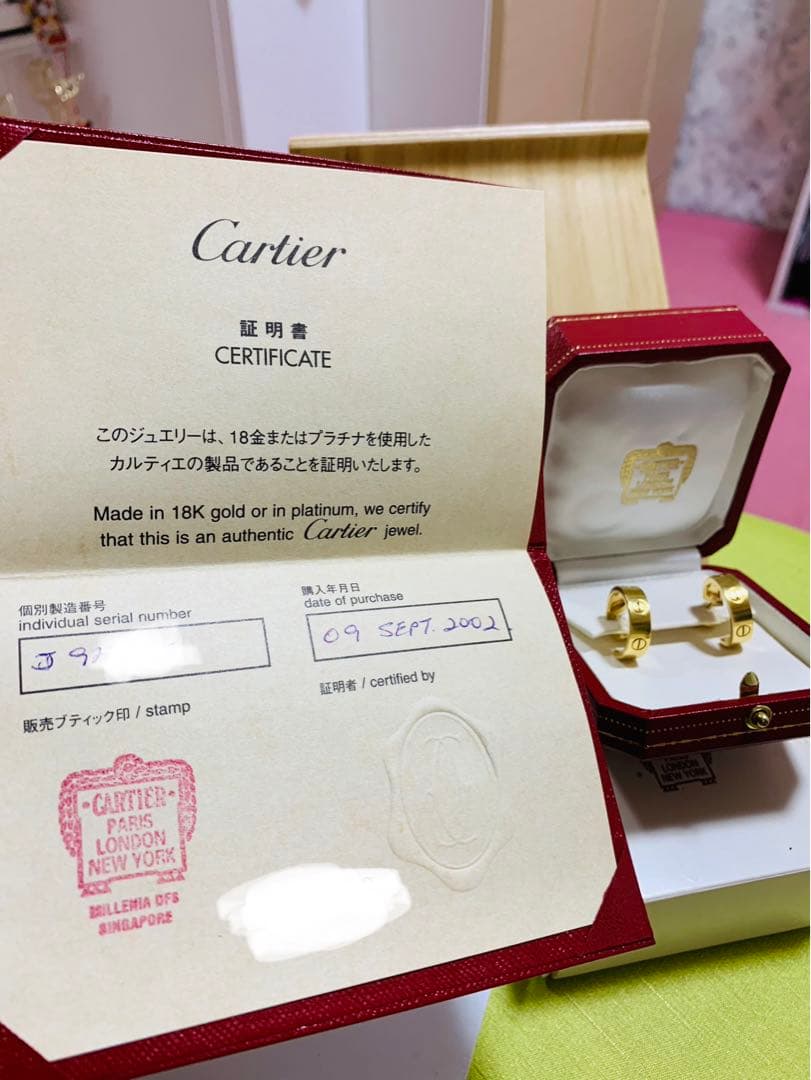 Cartier
証明書
CERTIFICATE
このジュエリーは、18金またはプラチナを使用した
カルティエの製品であることを証明いたします。
Made in 18K gold or in platinum, we certify
that this is an authentic Cartier jewel.
個別製造番号
individual serial number
購入年月日
date of purchase
09 SEPT. 2002
販売ブティック印 / stamp
証明者 / certified by
CARTIER
PARIS
LONDON
NEW YORK
MILLENIA DFS
SINGAPORE
PARIS
LONDON
NEW YORK